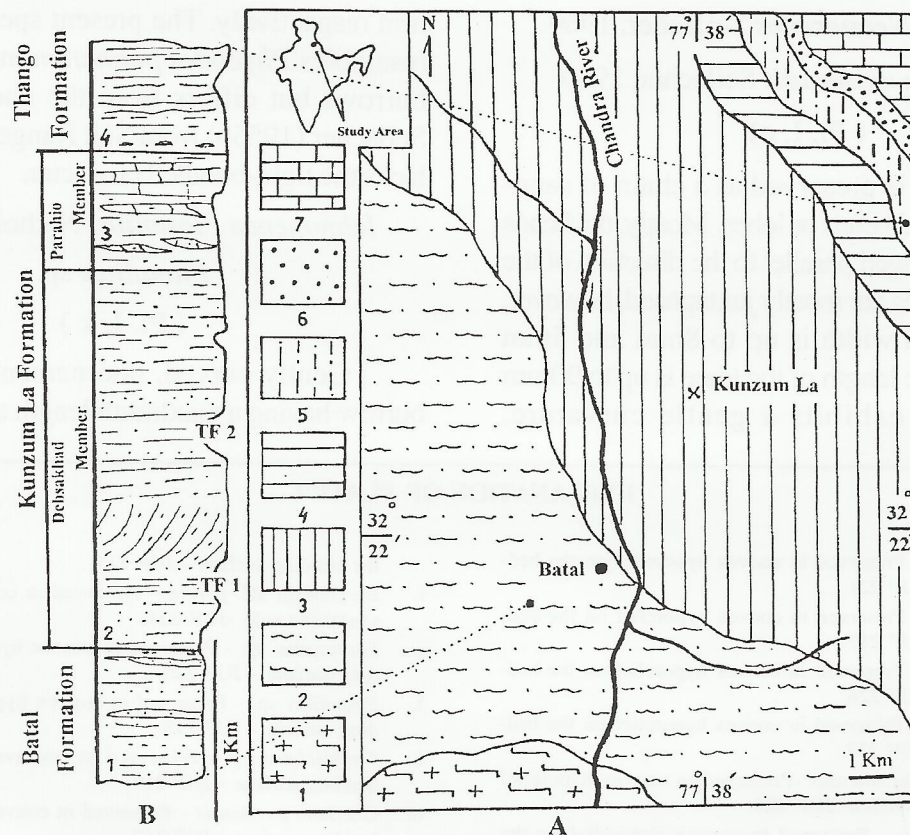 Thango
Formation
Kunzum La Formation
Parahio
Member
Debsakhad
Member
Batal
Formation
4
3
TF 2
TF 1
2
1
1Km
B
Study Area
7
6
5
4
3
2
1
N
Chandra River
77° 38
Kunzum La
32°
22
32
22
Batal
1 Km
77° 38
A